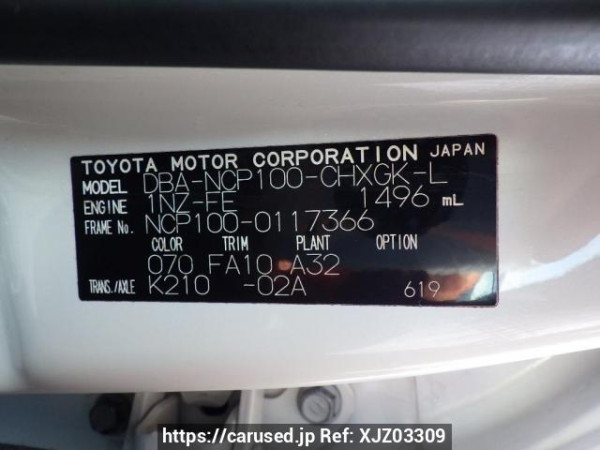 TOYOTA MOTOR CORPORATION JAPAN
MODEL DBA-NCP100-CHXGK-L
ENGINE 1NZ-FE 1496 mL
FRAME No. NCP100-0117366
COLOR TRIM PLANT OPTION
070 FA10 A32
TRANS./AXLE K210 -02A 619
https://carused.jp Ref: XJZ03309